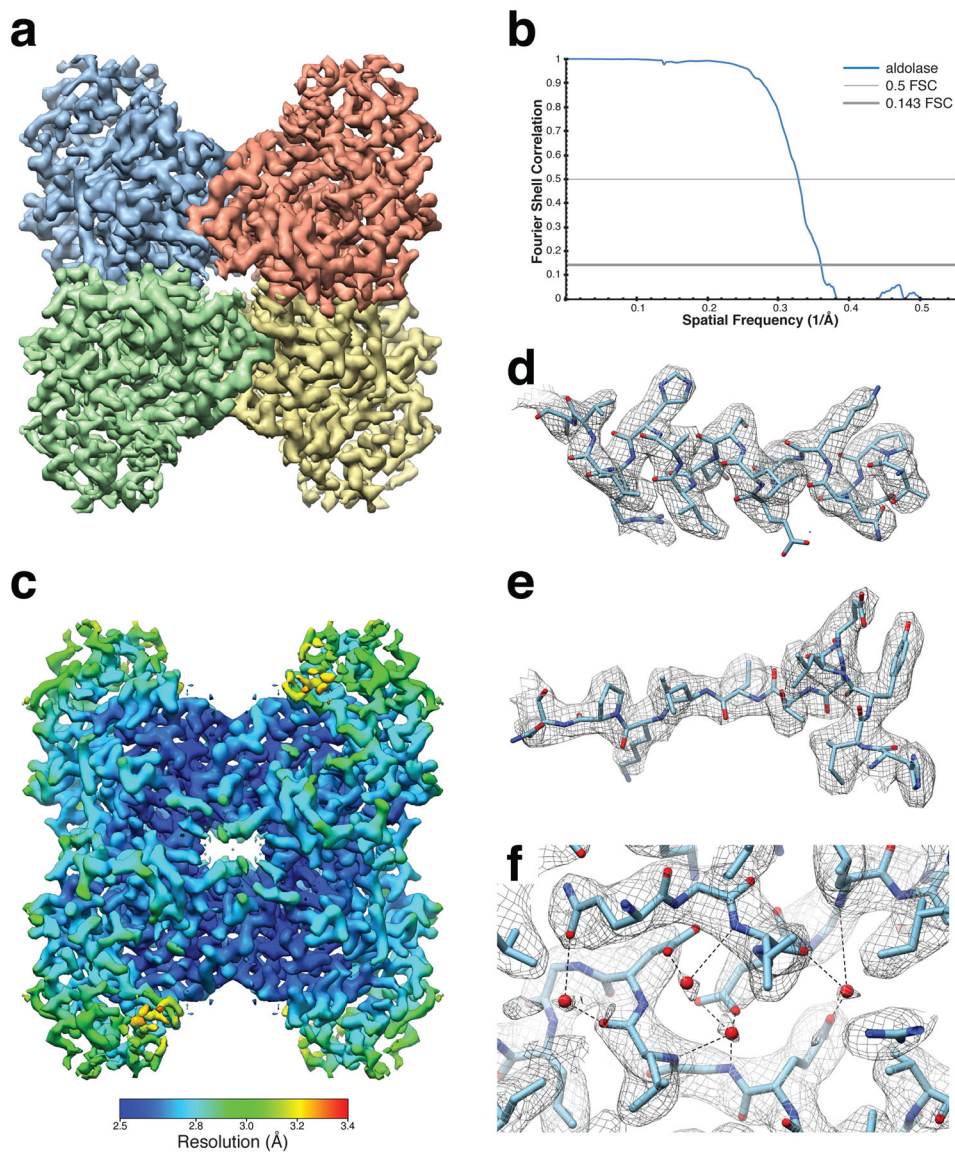 a
b
1
0.9
0.8
0.7
0.6
0.5
0.4
0.3
0.2
0.1
0
0 0.1 0.2 0.3 0.4 0.5
Fourier Shell Correlation
Spatial Frequency (1/Å)
aldolase
0.5 FSC
0.143 FSC
c
2.5 2.8 3.0 3.2 3.4
Resolution (Å)
d
e
f